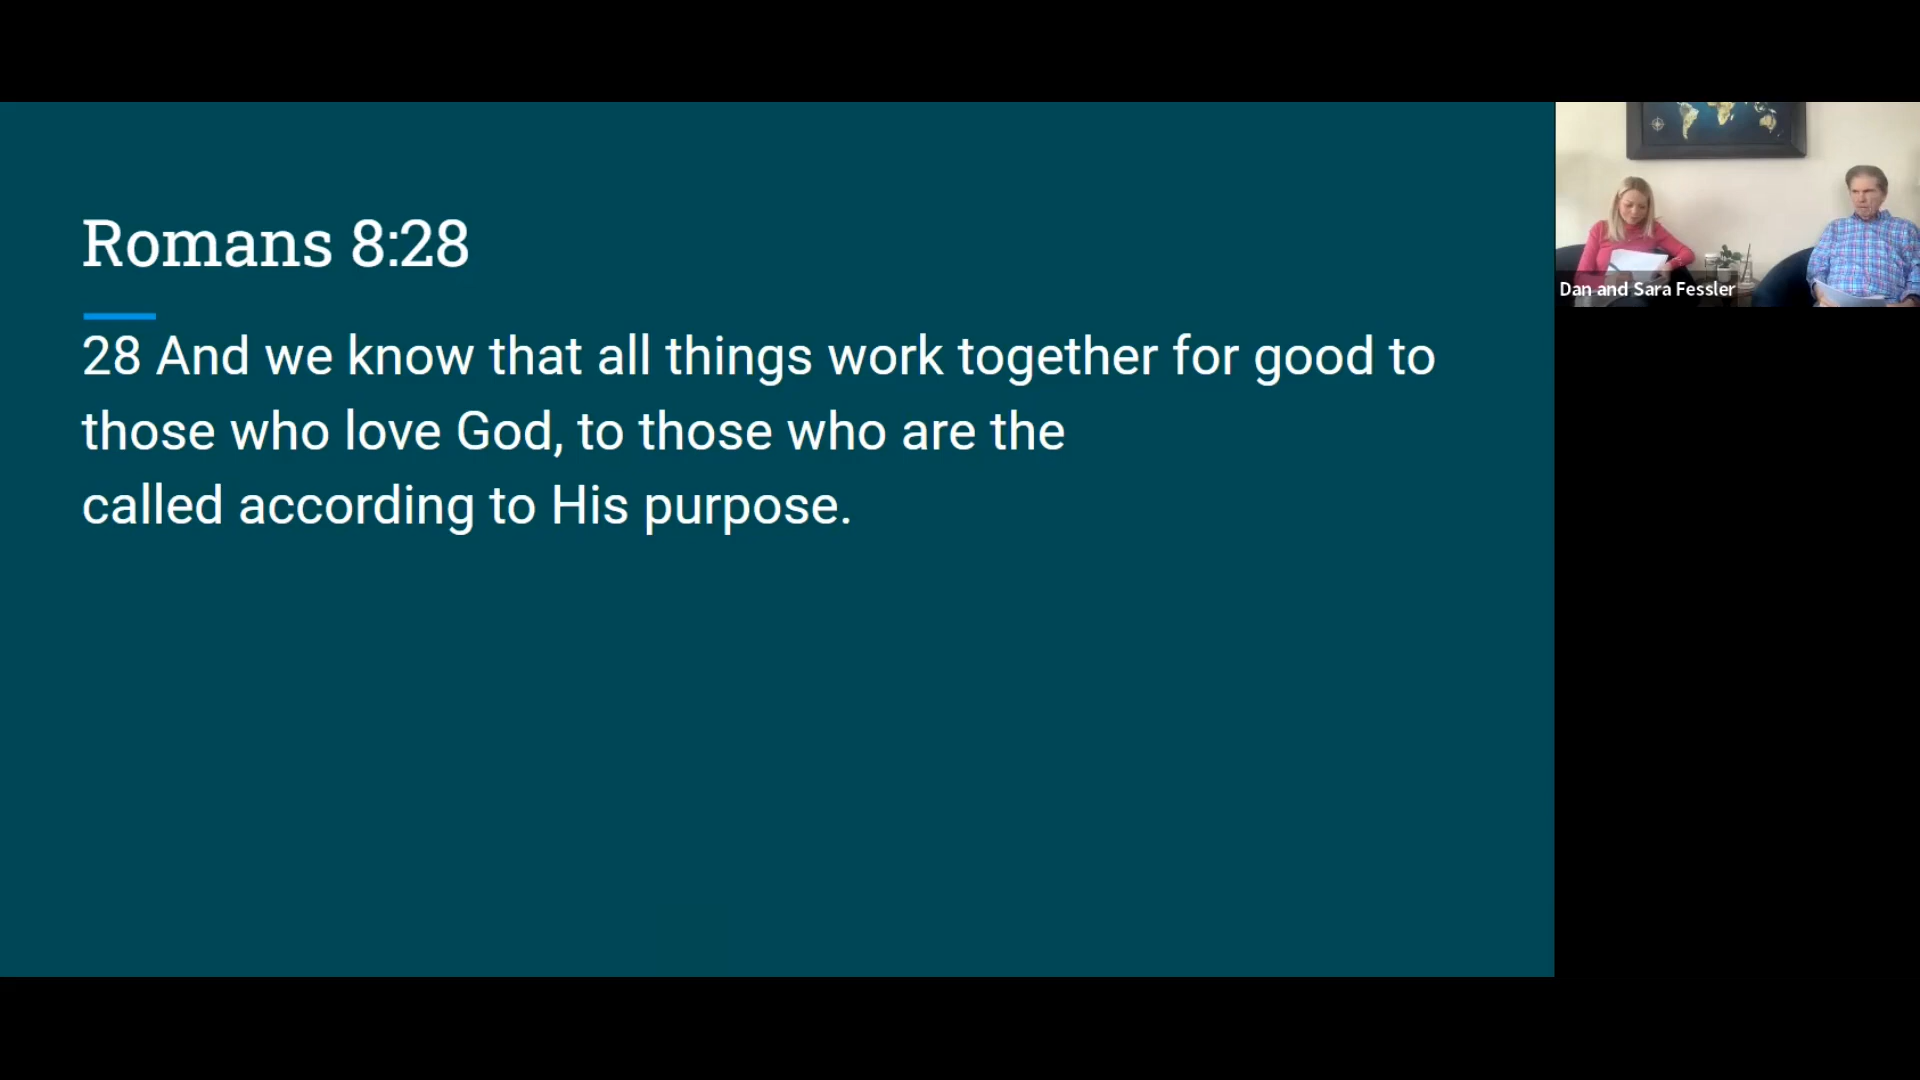 Romans 8:28
28 And we know that all things work together for good to
those who love God, to those who are the
called according to His purpose.
Dan and Sara Fessler